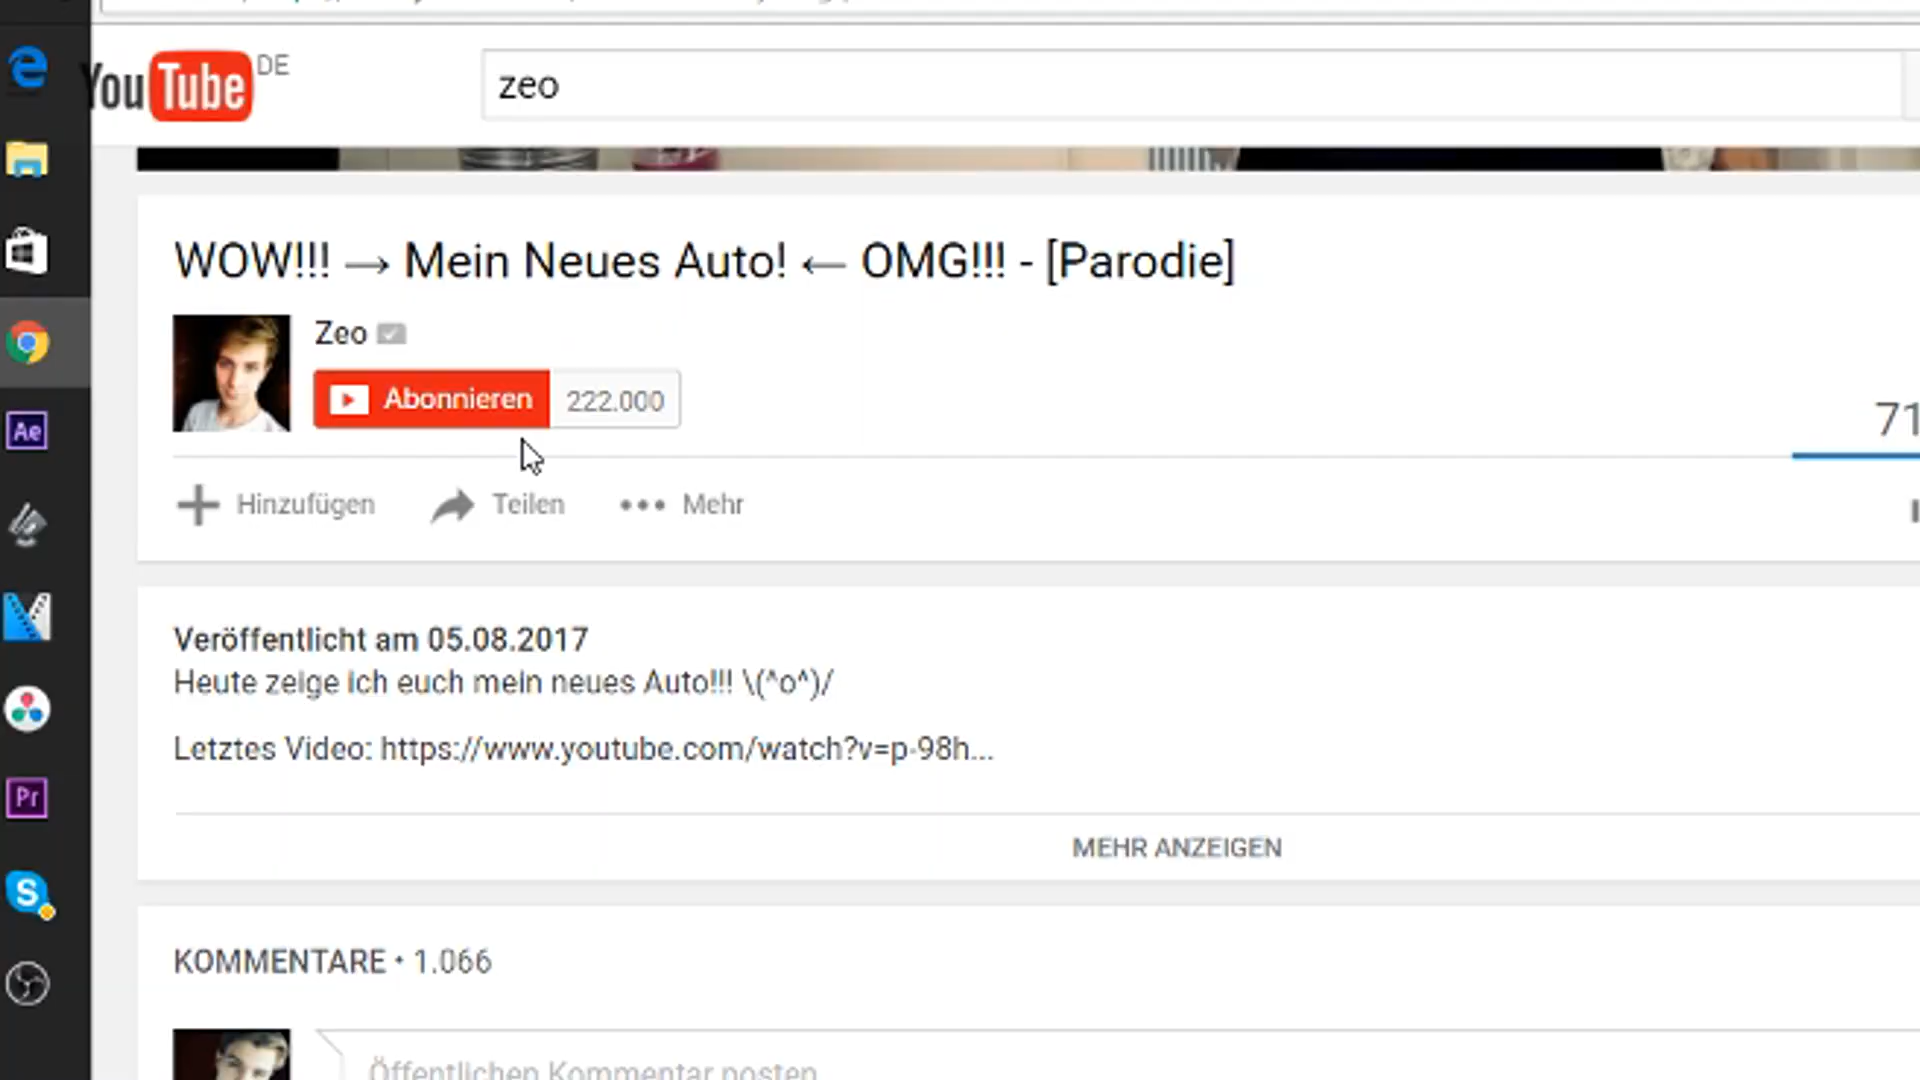 YouTube DE
zeo
WOW!!! → Mein Neues Auto! ← OMG!!! - [Parodie]
Zeo
Abonnieren 222.000
71
Hinzufügen Teilen ••• Mehr
Veröffentlicht am 05.08.2017
Heute zeige ich euch mein neues Auto!!! \(^o^)/
Letztes Video: https://www.youtube.com/watch?v=p-98h...
MEHR ANZEIGEN
KOMMENTARE • 1.066
Öffentlichen Kommentar posten
Ae
Pr
S